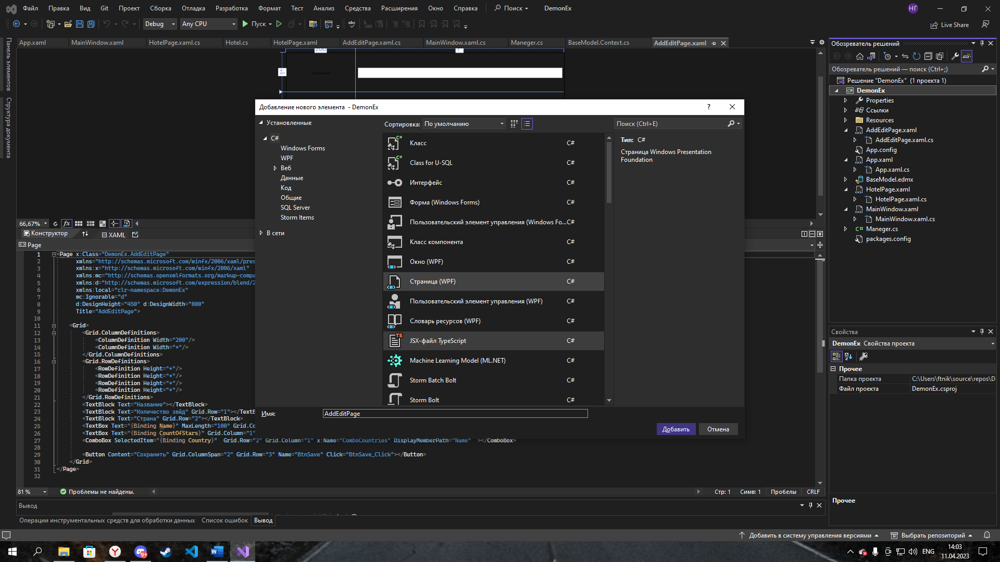 Файл Правка Вид Git Проект Сборка Отладка Разработка Формат Тест Анализ Средства Расширения Окно Справка Поиск DemonEx НГ
Debug Any CPU Пуск Live Share
App.xaml MainWindow.xaml HotelPage.xaml.cs Hotel.cs HotelPage.xaml AddEditPage.xaml.cs MainWindow.xaml.cs Maneger.cs BaseModel.Context.cs AddEditPage.xaml
Панель элементов
Структура документа
200
Название
Добавление нового элемента - DemonEx ?
Установленные
C#
Windows Forms
WPF
Веб
Данные
Код
Общие
SQL Server
Storm Items
В сети
Сортировка: По умолчанию
Класс C#
Class for U-SQL C#
Интерфейс C#
Форма (Windows Forms) C#
Пользовательский элемент управления (Windows Fo... C#
Класс компонента C#
Окно (WPF) C#
Страница (WPF) C#
Пользовательский элемент управления (WPF) C#
Словарь ресурсов (WPF) C#
JSX-файл TypeScript C#
Machine Learning Model (ML.NET) C#
Storm Batch Bolt C#
Storm Bolt C#
Поиск (Ctrl+E)
Тип: C#
Страница Windows Presentation
Foundation
Имя: AddEditPage
Добавить Отмена
66,67%
Конструктор XAML
Page
1 <Page x:Class="DemonEx.AddEditPage"
2 xmlns="http://schemas.microsoft.com/winfx/2006/xaml/pres
3 xmlns:x="http://schemas.microsoft.com/winfx/2006/xaml"
4 xmlns:mc="http://schemas.openxmlformats.org/markup-compa
5 xmlns:d="http://schemas.microsoft.com/expression/blend/2
6 xmlns:local="clr-namespace:DemonEx"
7 mc:Ignorable="d"
8 d:DesignHeight="450" d:DesignWidth="800"
9 Title="AddEditPage">
10
11 <Grid>
12 <Grid.ColumnDefinitions>
13 <ColumnDefinition Width="200"/>
14 <ColumnDefinition Width="*"/>
15 </Grid.ColumnDefinitions>
16 <Grid.RowDefinitions>
17 <RowDefinition Height="*"/>
18 <RowDefinition Height="*"/>
19 <RowDefinition Height="*"/>
20 <RowDefinition Height="*"/>
21 </Grid.RowDefinitions>
22 <TextBlock Text="Название"></TextBlock>
23 <TextBlock Text="Количество звёд" Grid.Row="1"></TextB
24 <TextBlock Text="Страна" Grid.Row="2"></TextBlock>
25 <TextBox Text="{Binding Name}" MaxLength="100" Grid.Co
26 <TextBox Text="{Binding CountOfStars}" Grid.Column="1"
27 <ComboBox SelectedItem="{Binding Country}" Grid.Row="2" Grid.Column="1" x:Name="ComboCountries" DisplayMemberPath="Name" ></ComboBox>
28
29 <Button Content="Сохранить" Grid.ColumnSpan="2" Grid.Row="3" Name="BtnSave" Click="BtnSave_Click"></Button>
30 </Grid>
31 </Page>
32
81 % Проблемы не найдены. Стр: 1 Симв: 1 Пробелы CRLF
Вывод
Операции инструментальных средств для обработки данных Список ошибок Вывод
Обозреватель решений
Обозреватель решений — поиск (Ctrl+;)
Решение "DemonEx" (1 проекта 1)
DemonEx
Properties
Ссылки
Resources
AddEditPage.xaml
AddEditPage.xaml.cs
App.config
App.xaml
App.xaml.cs
BaseModel.edmx
HotelPage.xaml
HotelPage.xaml.cs
MainWindow.xaml
MainWindow.xaml.cs
C# Maneger.cs
packages.config
Свойства
DemonEx Свойства проекта
Прочее
Папка проекта C:\Users\ftnik\source\repos\D
Файл проекта DemonEx.csproj
Прочее
Добавить в систему управления версиями Выбрать репозиторий
9+ ENG 14:03
11.04.2023